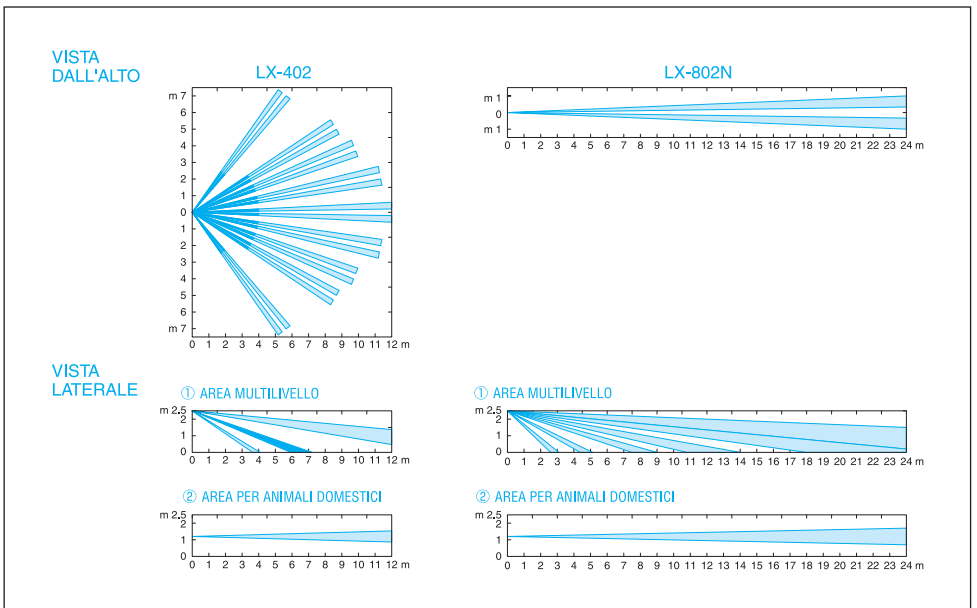 VISTA
DALL'ALTO
LX-402
m 7
6
5
4
3
2
1
0
1
2
3
4
5
6
m 7
0 1 2 3 4 5 6 7 8 9 10 11 12 m
LX-802N
m 1
0
m 1
0 1 2 3 4 5 6 7 8 9 10 11 12 13 14 15 16 17 18 19 20 21 22 23 24 m
VISTA
LATERALE
① AREA MULTILIVELLO
m 2.5
2
1
0
0 1 2 3 4 5 6 7 8 9 10 11 12 m
① AREA MULTILIVELLO
m 2.5
2
1
0
0 1 2 3 4 5 6 7 8 9 10 11 12 13 14 15 16 17 18 19 20 21 22 23 24 m
② AREA PER ANIMALI DOMESTICI
m 2.5
2
1
0
0 1 2 3 4 5 6 7 8 9 10 11 12 m
② AREA PER ANIMALI DOMESTICI
m 2.5
2
1
0
0 1 2 3 4 5 6 7 8 9 10 11 12 13 14 15 16 17 18 19 20 21 22 23 24 m